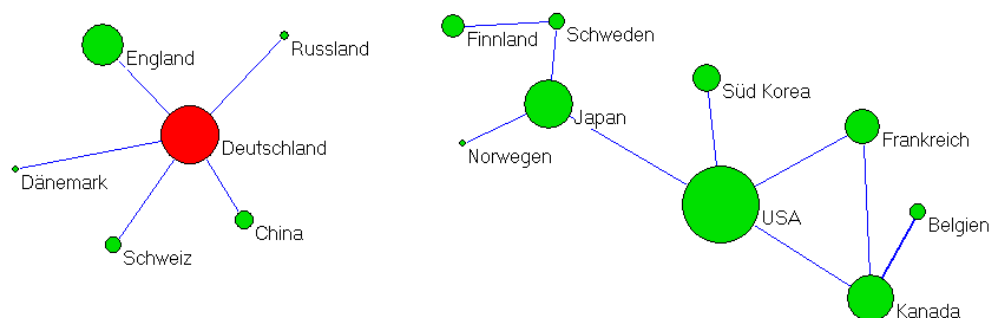 England
Russland
Deutschland
Dänemark
Schweiz
China
Finnland
Schweden
Japan
Norwegen
Süd Korea
Frankreich
USA
Belgien
Kanada